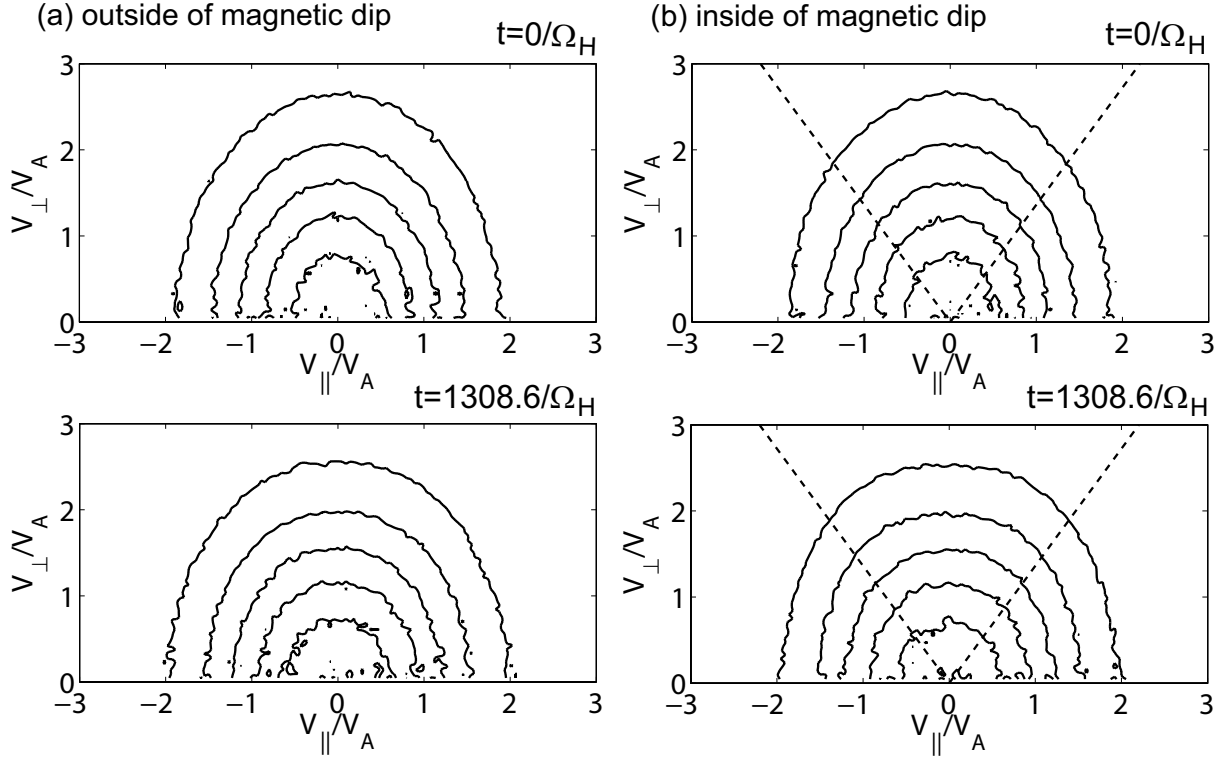 (a) outside of magnetic dip
t=0/Ω_H
3
2
1
0
V_⊥/V_A
−3 −2 −1 0 1 2 3
V_||/V_A
(b) inside of magnetic dip
t=0/Ω_H
3
2
1
0
V_⊥/V_A
−3 −2 −1 0 1 2 3
V_||/V_A
t=1308.6/Ω_H
3
2
1
0
V_⊥/V_A
−3 −2 −1 0 1 2 3
V_||/V_A
t=1308.6/Ω_H
3
2
1
0
V_⊥/V_A
−3 −2 −1 0 1 2 3
V_||/V_A